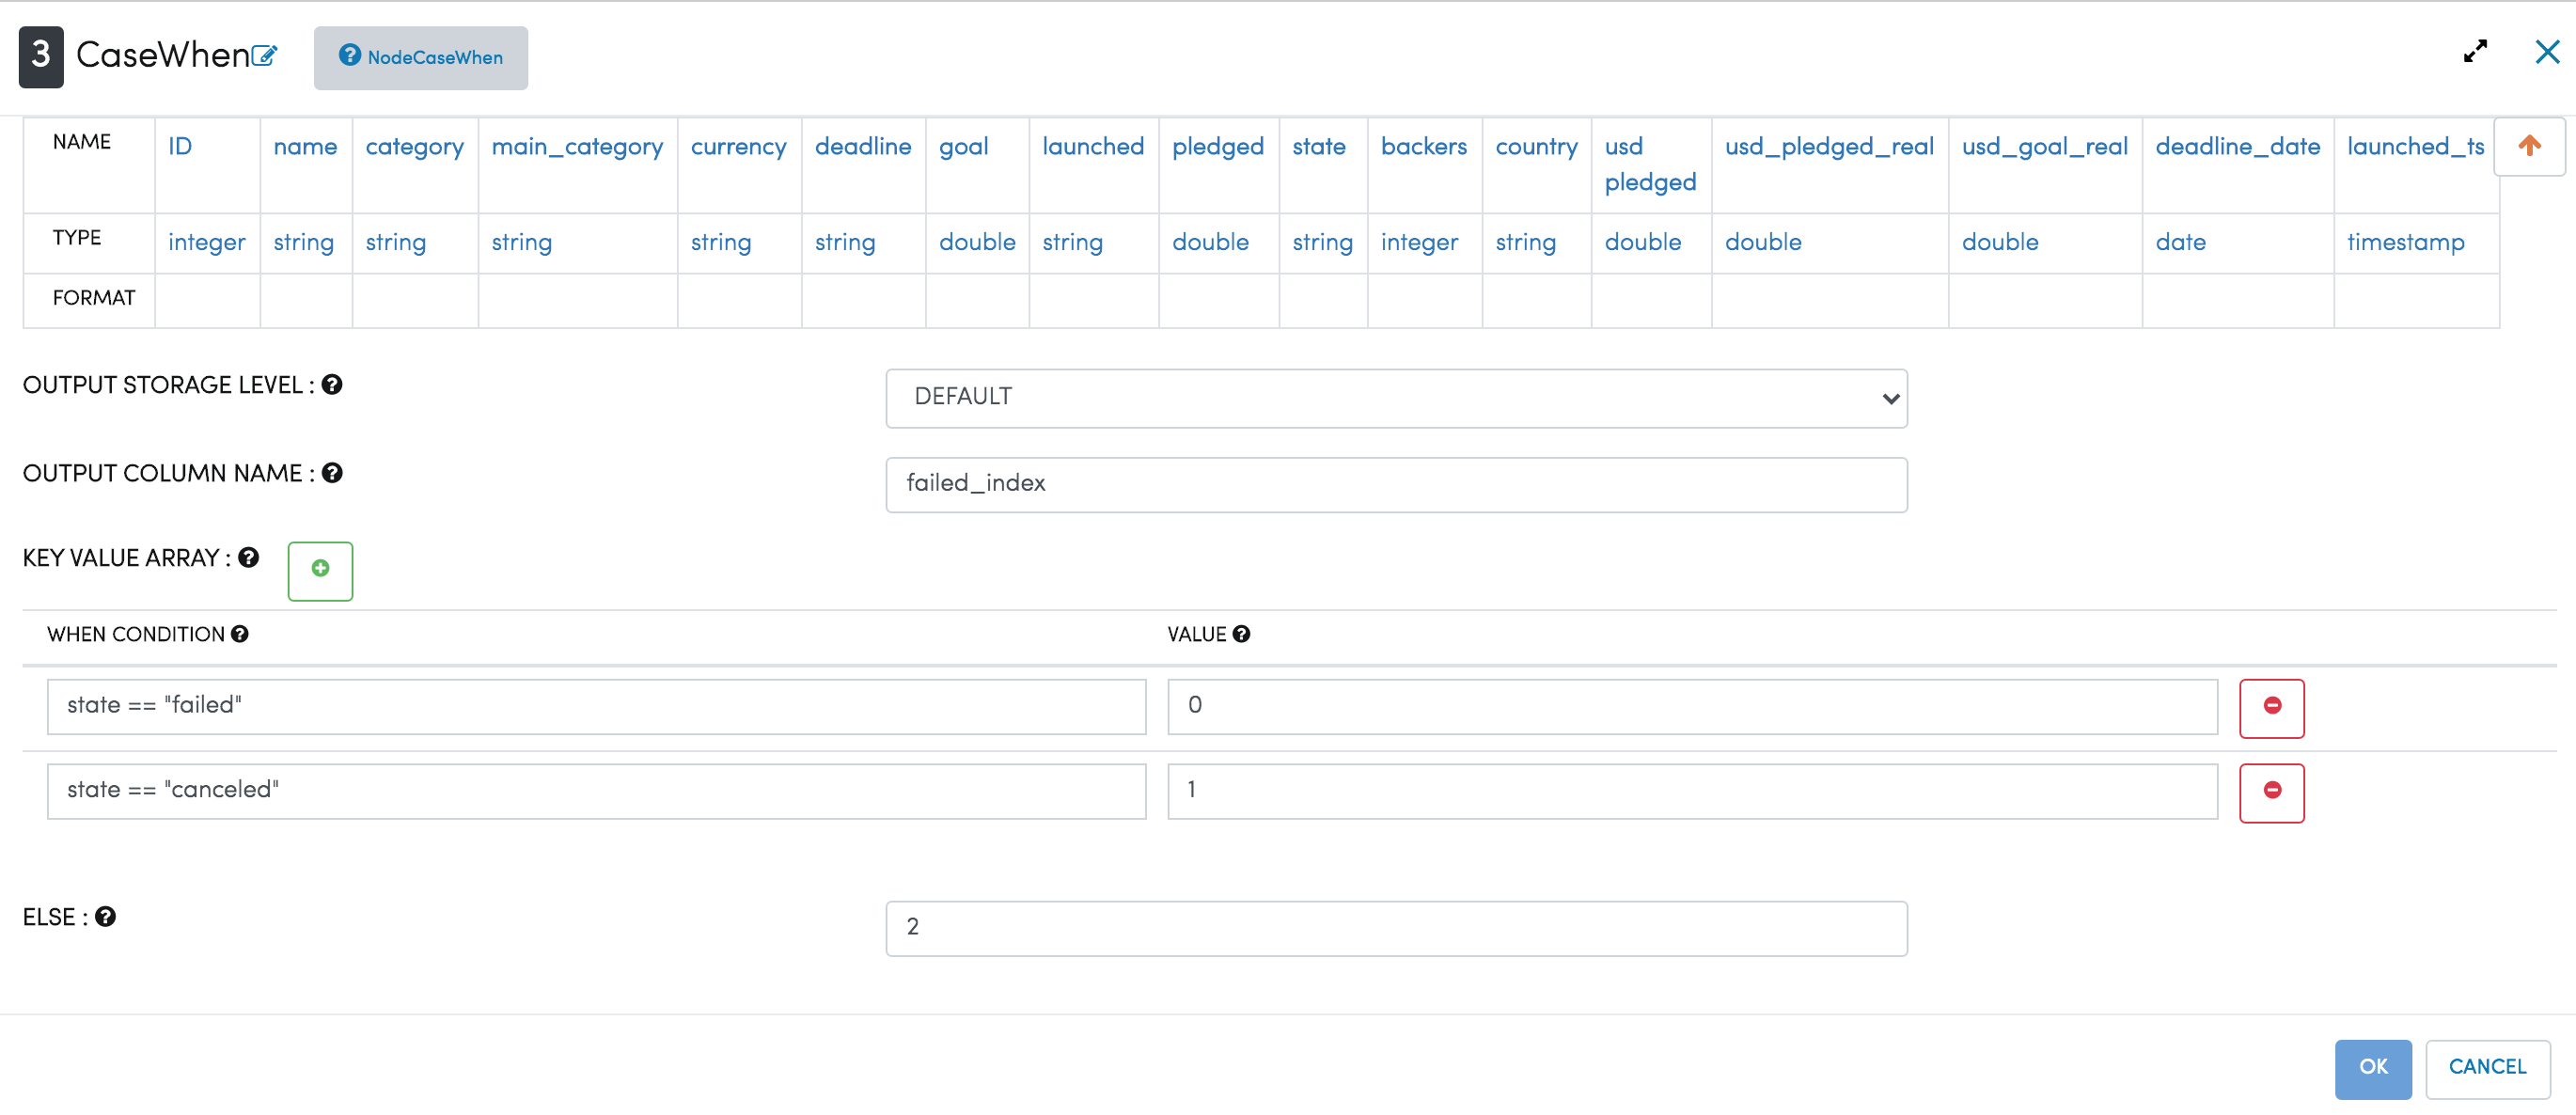 3 CaseWhen NodeCaseWhen
NAME ID name category main_category currency deadline goal launched pledged state backers country usd pledged usd_pledged_real usd_goal_real deadline_date launched_ts
TYPE integer string string string string string double string double string integer string double double double date timestamp
FORMAT
OUTPUT STORAGE LEVEL : DEFAULT
OUTPUT COLUMN NAME : failed_index
KEY VALUE ARRAY :
WHEN CONDITION VALUE
state == "failed" 0
state == "canceled" 1
ELSE : 2
OK CANCEL